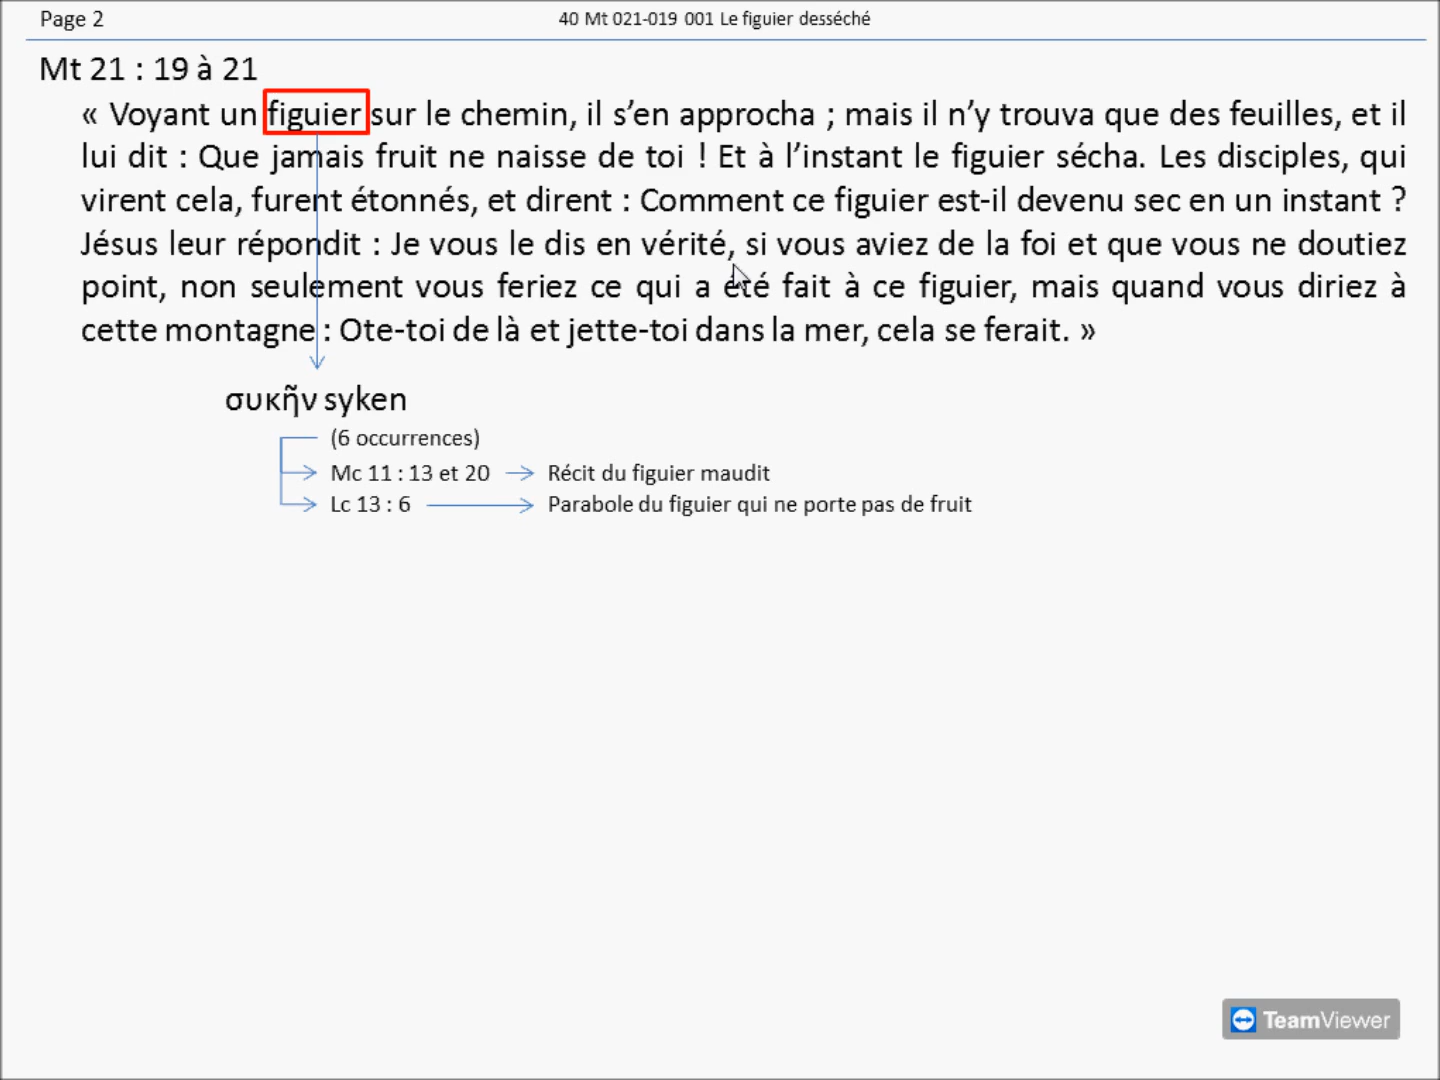 Page 2
40 Mt 021-019 001 Le figuier desséché
Mt 21 : 19 à 21
« Voyant un figuier sur le chemin, il s’en approcha ; mais il n’y trouva que des feuilles, et il
lui dit : Que jamais fruit ne naisse de toi ! Et à l’instant le figuier sécha. Les disciples, qui
virent cela, furent étonnés, et dirent : Comment ce figuier est-il devenu sec en un instant ?
Jésus leur répondit : Je vous le dis en vérité, si vous aviez de la foi et que vous ne doutiez
point, non seulement vous feriez ce qui a été fait à ce figuier, mais quand vous diriez à
cette montagne : Ote-toi de là et jette-toi dans la mer, cela se ferait. »
συκῆν syken
(6 occurrences)
Mc 11 : 13 et 20 Récit du figuier maudit
Lc 13 : 6 Parabole du figuier qui ne porte pas de fruit
TeamViewer